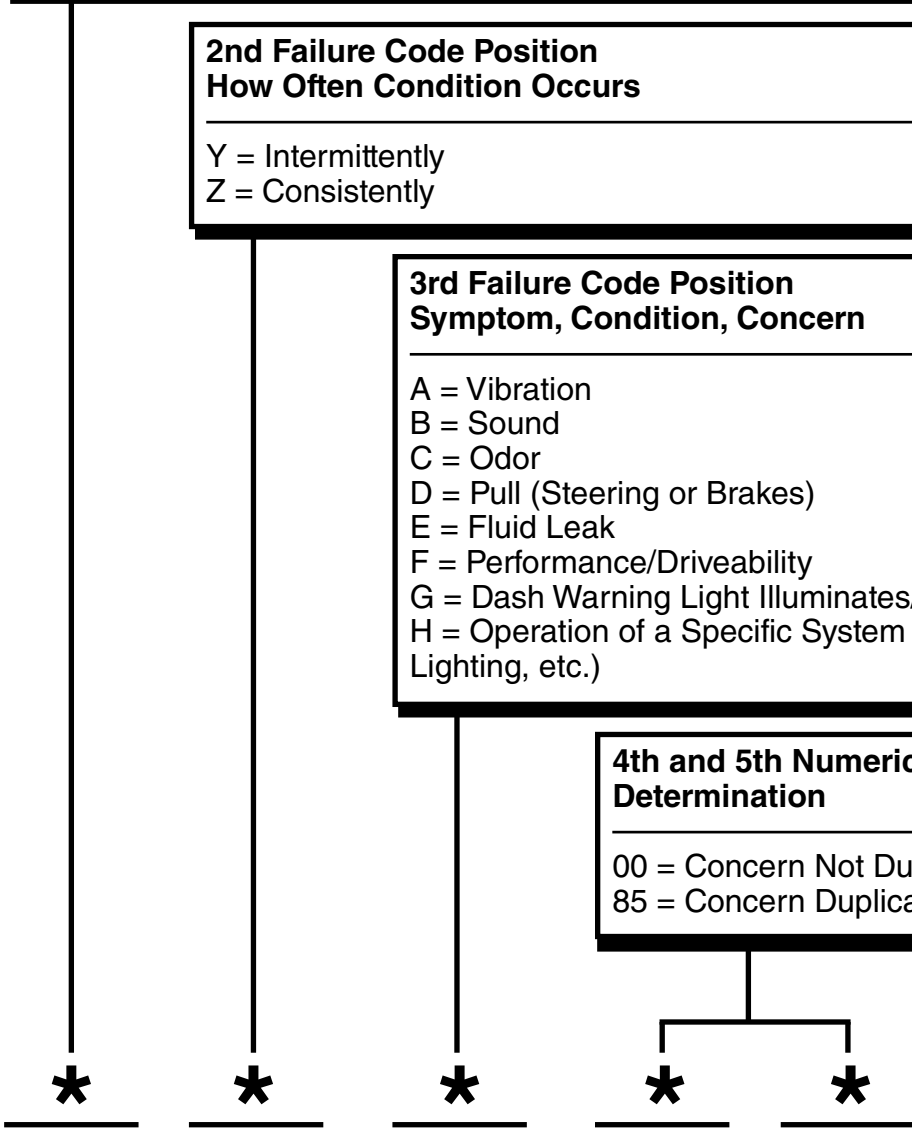 2nd Failure Code Position
How Often Condition Occurs
Y = Intermittently
Z = Consistently
3rd Failure Code Position
Symptom, Condition, Concern
A = Vibration
B = Sound
C = Odor
D = Pull (Steering or Brakes)
E = Fluid Leak
F = Performance/Driveability
G = Dash Warning Light Illuminates/
H = Operation of a Specific System
Lighting, etc.)
4th and 5th Numeric
Determination
00 = Concern Not Du
85 = Concern Duplica
* * * * *